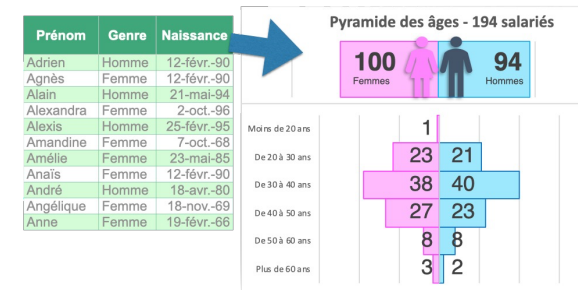 Prénom Genre Naissance
Adrien Homme 12-févr.-90
Agnès Femme 12-févr.-90
Alain Homme 21-mai-94
Alexandra Femme 2-oct.-96
Alexis Homme 25-févr.-95
Amandine Femme 7-oct.-68
Amélie Femme 23-mai-85
Anaïs Femme 12-févr.-90
André Homme 18-avr.-80
Angélique Femme 18-nov.-69
Anne Femme 19-févr.-66
Pyramide des âges - 194 salariés
100 94
Femmes Hommes
Moins de 20 ans 1
De 20 à 30 ans 23 21
De 30 à 40 ans 38 40
De 40 à 50 ans 27 23
De 50 à 60 ans 8 8
Plus de 60 ans 3 2